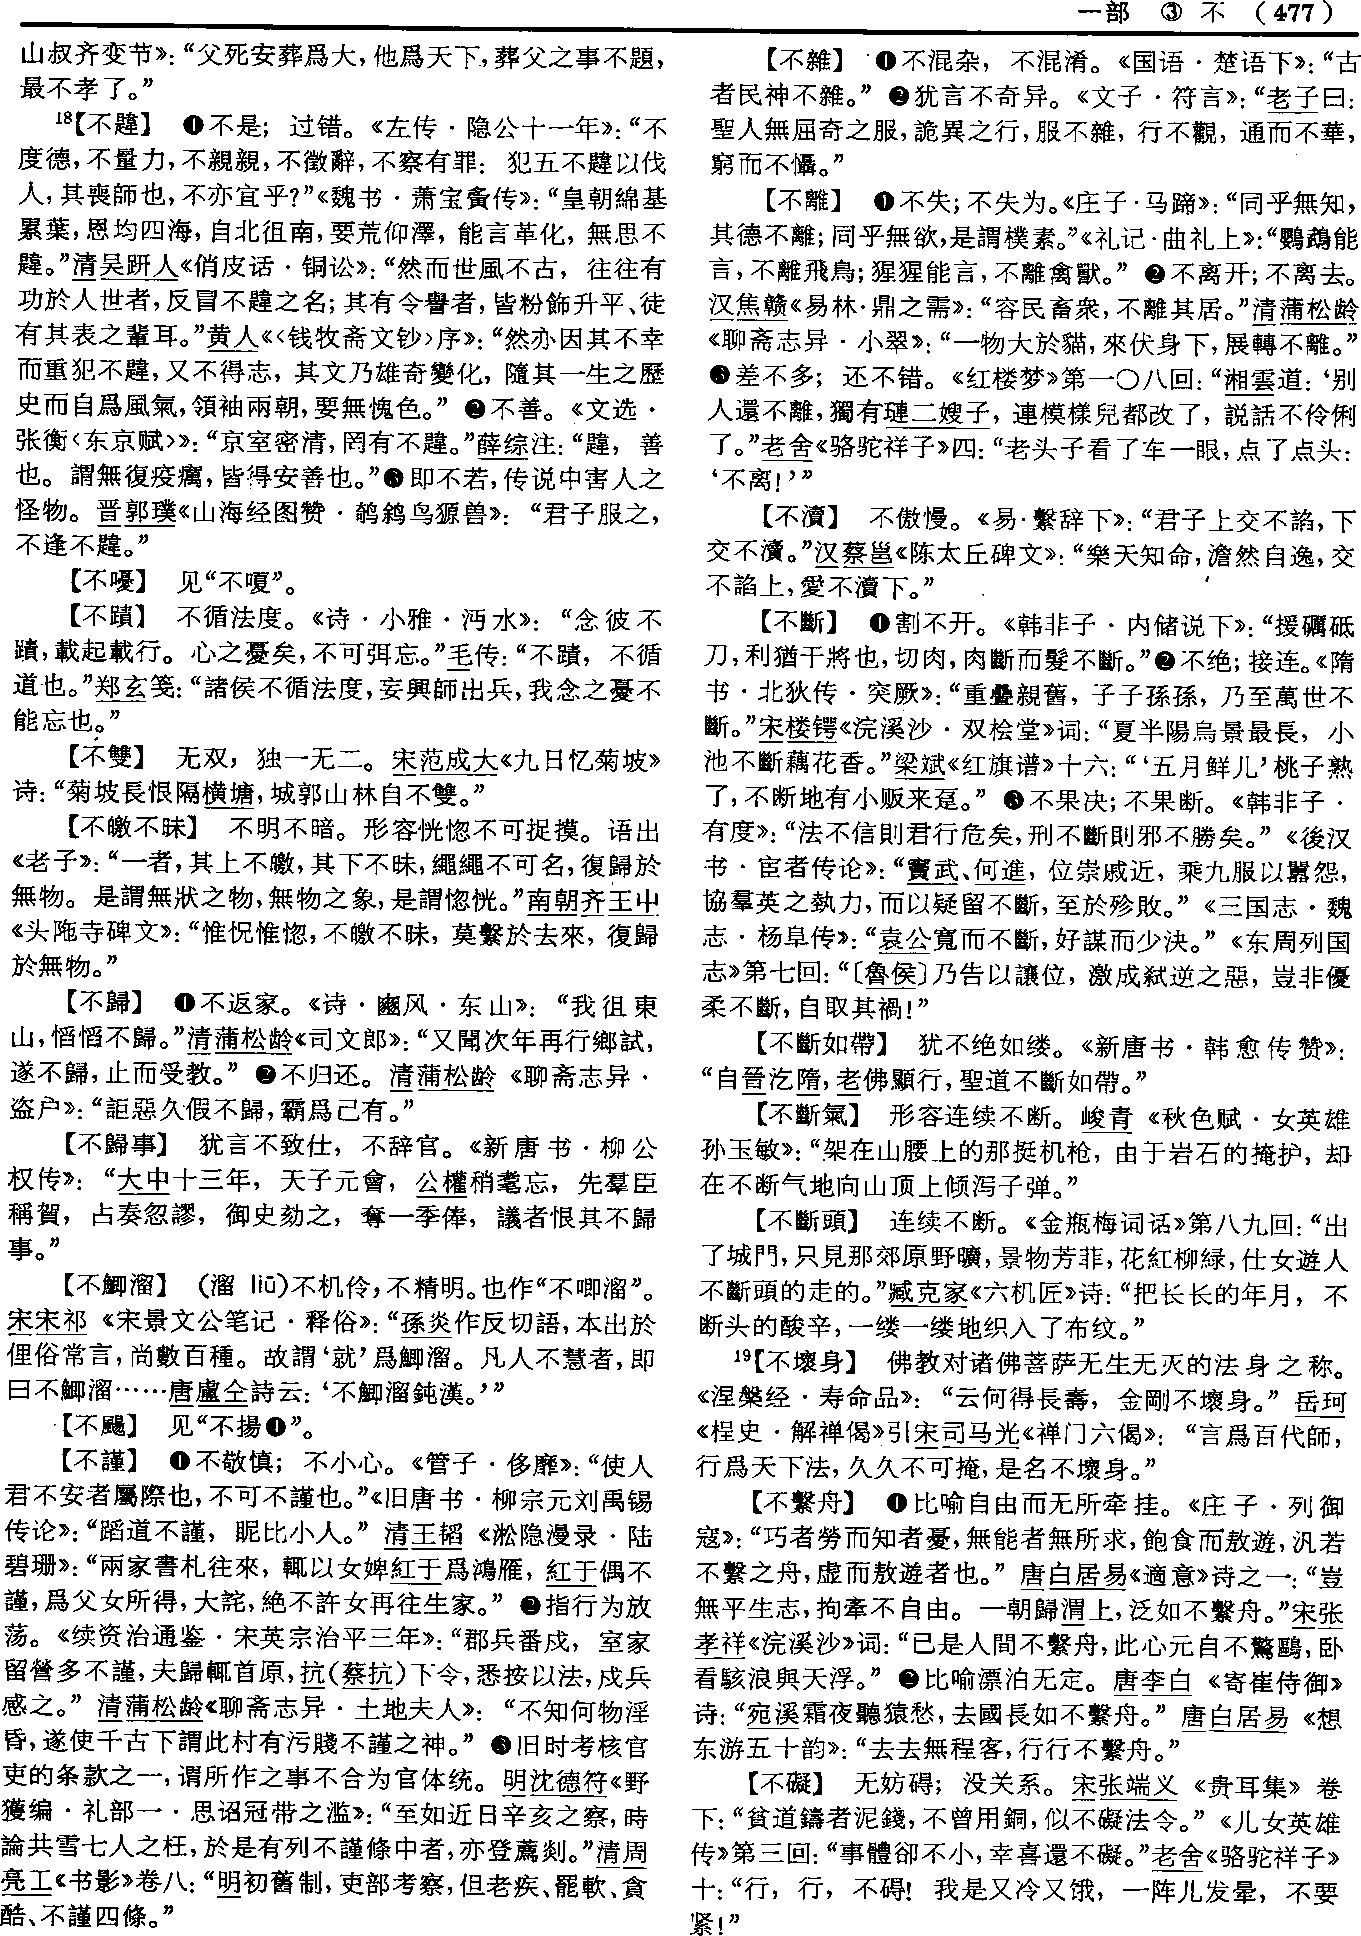 一部 ③ 不 (477)
山叔齐变节》：“父死安葬爲大，他爲天下，葬父之事不題，
最不孝了。”
18【不韙】 ❶不是；过错。《左传·隐公十一年》：“不
度德，不量力，不親親，不徵辭，不察有罪：犯五不韙以伐
人，其喪師也，不亦宜乎？”《魏书·萧宝夤传》：“皇朝綿基
累葉，恩均四海，自北徂南，要荒仰澤，能言革化，無思不
韙。”清吴趼人《俏皮话·铜讼》：“然而世風不古，往往有
功於人世者，反冒不韙之名；其有令譽者，皆粉飾升平、徒
有其表之輩耳。”黄人《〈钱牧斋文钞〉序》：“然亦因其不幸
而重犯不韙，又不得志，其文乃雄奇變化，隨其一生之歷
史而自爲風氣，領袖兩朝，要無愧色。” ❷不善。《文选·
张衡〈东京赋〉》：“京室密清，罔有不韙。”薛综注：“韙，善
也。謂無復疫癘，皆得安善也。”❸即不若，传说中害人之
怪物。晋郭璞《山海经图赞·鹌鹑鸟源兽》：“君子服之，
不逢不韙。”
【不嚘】 见“不嗄”。
【不蹟】 不循法度。《诗·小雅·沔水》：“念彼不
蹟，載起載行。心之憂矣，不可弭忘。”毛传：“不蹟，不循
道也。”郑玄笺：“諸侯不循法度，妄興師出兵，我念之憂不
能忘也。”
【不雙】 无双，独一无二。宋范成大《九日忆菊坡》
诗：“菊坡長恨隔横塘，城郭山林自不雙。”
【不皦不昧】 不明不暗。形容恍惚不可捉摸。语出
《老子》：“一者，其上不皦，其下不昧，繩繩不可名，復歸於
無物。是謂無狀之物，無物之象，是謂惚恍。”南朝齐王屮
《头陁寺碑文》：“惟怳惟惚，不皦不昧，莫繫於去來，復歸
於無物。”
【不歸】 ❶不返家。《诗·豳风·东山》：“我徂東
山，慆慆不歸。”清蒲松龄《司文郎》：“又聞次年再行鄉試，
遂不歸，止而受教。” ❷不归还。清蒲松龄《聊斋志异·
盗户》：“詎惡久假不歸，霸爲己有。”
【不歸事】 犹言不致仕，不辞官。《新唐书·柳公
权传》：“大中十三年，天子元會，公權稍耄忘，先羣臣
稱賀，占奏忽謬，御史劾之，奪一季俸，議者恨其不歸
事。”
【不鯽溜】 (溜 liū)不机伶，不精明。也作“不唧溜”。
宋宋祁《宋景文公笔记·释俗》：“孫炎作反切語，本出於
俚俗常言，尚數百種。故謂‘就’爲鯽溜。凡人不慧者，即
曰不鯽溜……唐盧仝詩云：‘不鯽溜鈍漢。’”
【不颺】 见“不揚❶”。
【不謹】 ❶不敬慎；不小心。《管子·侈靡》：“使人
君不安者屬際也，不可不謹也。”《旧唐书·柳宗元刘禹锡
传论》：“蹈道不謹，昵比小人。” 清王韬《淞隐漫录·陆
碧珊》：“兩家書札往來，輒以女婢紅于爲鴻雁，紅于偶不
謹，爲父女所得，大詫，絶不許女再往生家。” ❷指行为放
荡。《续资治通鉴·宋英宗治平三年》：“郡兵番戍，室家
留營多不謹，夫歸輒首原，抗(蔡抗)下令，悉按以法，戍兵
感之。” 清蒲松龄《聊斋志异·土地夫人》：“不知何物淫
昏，遂使千古下謂此村有污賤不謹之神。” ❸旧时考核官
吏的条款之一，谓所作之事不合为官体统。明沈德符《野
獲编·礼部一·恩诏冠带之滥》：“至如近日辛亥之察，時
論共雪七人之枉，於是有列不謹條中者，亦登薦剡。”清周
亮工《书影》卷八：“明初舊制，吏部考察，但老疾、罷軟、貪
酷、不謹四條。”
【不雜】 ❶不混杂，不混淆。《国语·楚语下》：“古
者民神不雜。” ❷犹言不奇异。《文子·符言》：“老子曰：
聖人無屈奇之服，詭異之行，服不雜，行不觀，通而不華，
窮而不懾。”
【不離】 ❶不失；不失为。《庄子·马蹄》：“同乎無知，
其德不離；同乎無欲，是謂樸素。”《礼记·曲礼上》：“鸚鵡能
言，不離飛鳥；猩猩能言，不離禽獸。” ❷不离开；不离去。
汉焦赣《易林·鼎之需》：“容民畜衆，不離其居。”清蒲松龄
《聊斋志异·小翠》：“一物大於猫，來伏身下，展轉不離。”
❸差不多；还不错。《红楼梦》第一〇八回：“湘雲道：‘别
人還不離，獨有璉二嫂子，連模樣兒都改了，説話不伶俐
了。”老舍《骆驼祥子》四：“老头子看了车一眼，点了点头：
‘不离！’”
【不瀆】 不傲慢。《易·繫辞下》：“君子上交不諂，下
交不瀆。”汉蔡邕《陈太丘碑文》：“樂天知命，澹然自逸，交
不諂上，愛不瀆下。”
【不斷】 ❶割不开。《韩非子·内储说下》：“援礪砥
刀，利猶干將也，切肉，肉斷而髮不斷。”❷不绝；接连。《隋
书·北狄传·突厥》：“重疊親舊，子子孫孫，乃至萬世不
斷。”宋楼锷《浣溪沙·双桧堂》词：“夏半陽烏景最長，小
池不斷藕花香。”梁斌《红旗谱》十六：“‘五月鲜儿’桃子熟
了，不断地有小贩来趸。” ❸不果决；不果断。《韩非子·
有度》：“法不信則君行危矣，刑不斷則邪不勝矣。” 《後汉
书·宦者传论》：“竇武、何進，位崇戚近，乘九服以囂怨，
協羣英之埶力，而以疑留不斷，至於殄敗。” 《三国志·魏
志·杨阜传》：“袁公寬而不斷，好謀而少決。” 《东周列国
志》第七回：“〔魯侯〕乃告以讓位，激成弑逆之惡，豈非優
柔不斷，自取其禍！”
【不斷如帶】 犹不绝如缕。《新唐书·韩愈传赞》：
“自晉汔隋，老佛顯行，聖道不斷如帶。”
【不斷氣】 形容连续不断。峻青《秋色赋·女英雄
孙玉敏》：“架在山腰上的那挺机枪，由于岩石的掩护，却
在不断气地向山顶上倾泻子弹。”
【不斷頭】 连续不断。《金瓶梅词话》第八九回：“出
了城門，只見那郊原野曠，景物芳菲，花紅柳緑，仕女遊人
不斷頭的走的。”臧克家《六机匠》诗：“把长长的年月，不
断头的酸辛，一缕一缕地织入了布纹。”
19【不壞身】 佛教对诸佛菩萨无生无灭的法身之称。
《涅槃经·寿命品》：“云何得長壽，金剛不壞身。” 岳珂
《桯史·解禅偈》引宋司马光《禅门六偈》：“言爲百代師，
行爲天下法，久久不可掩，是名不壞身。”
【不繫舟】 ❶比喻自由而无所牵挂。《庄子·列御
寇》：“巧者勞而知者憂，無能者無所求，飽食而敖遊，汎若
不繫之舟，虚而敖遊者也。” 唐白居易《適意》诗之一：“豈
無平生志，拘牽不自由。一朝歸渭上，泛如不繫舟。”宋张
孝祥《浣溪沙》词：“已是人間不繫舟，此心元自不驚鷗，卧
看駭浪與天浮。” ❷比喻漂泊无定。唐李白《寄崔侍御》
诗：“宛溪霜夜聽猿愁，去國長如不繫舟。” 唐白居易《想
东游五十韵》：“去去無程客，行行不繫舟。”
【不礙】 无妨碍；没关系。宋张端义《贵耳集》卷
下：“貧道鑄者泥錢，不曾用銅，似不礙法令。” 《儿女英雄
传》第三回：“事體卻不小，幸喜還不礙。”老舍《骆驼祥子》
十：“行，行，不碍！我是又冷又饿，一阵儿发晕，不要
紧！”